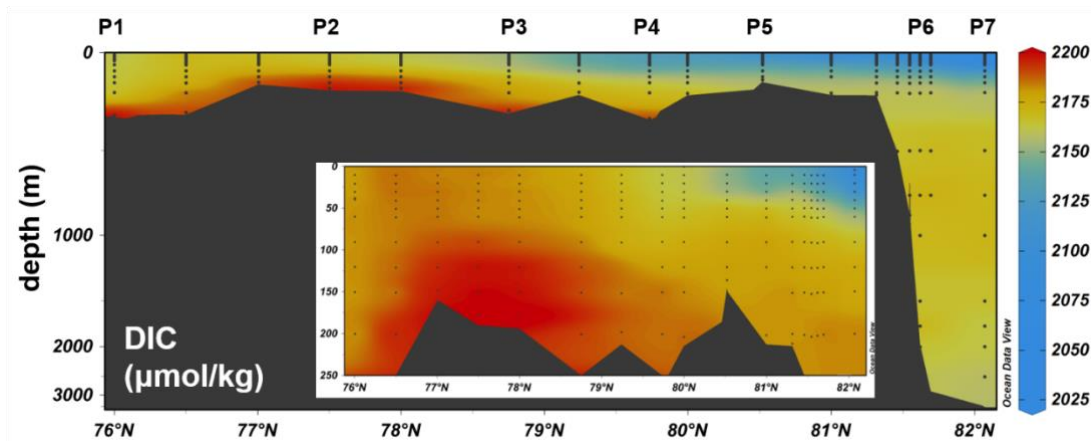 P1 P2 P3 P4 P5 P6 P7
depth (m)
0
1000
2000
3000
DIC
(µmol/kg)
0
50
100
150
200
250
76°N 77°N 78°N 79°N 80°N 81°N 82°N
Ocean Data View
76°N 77°N 78°N 79°N 80°N 81°N 82°N
Ocean Data View
2200
2175
2150
2125
2100
2075
2050
2025